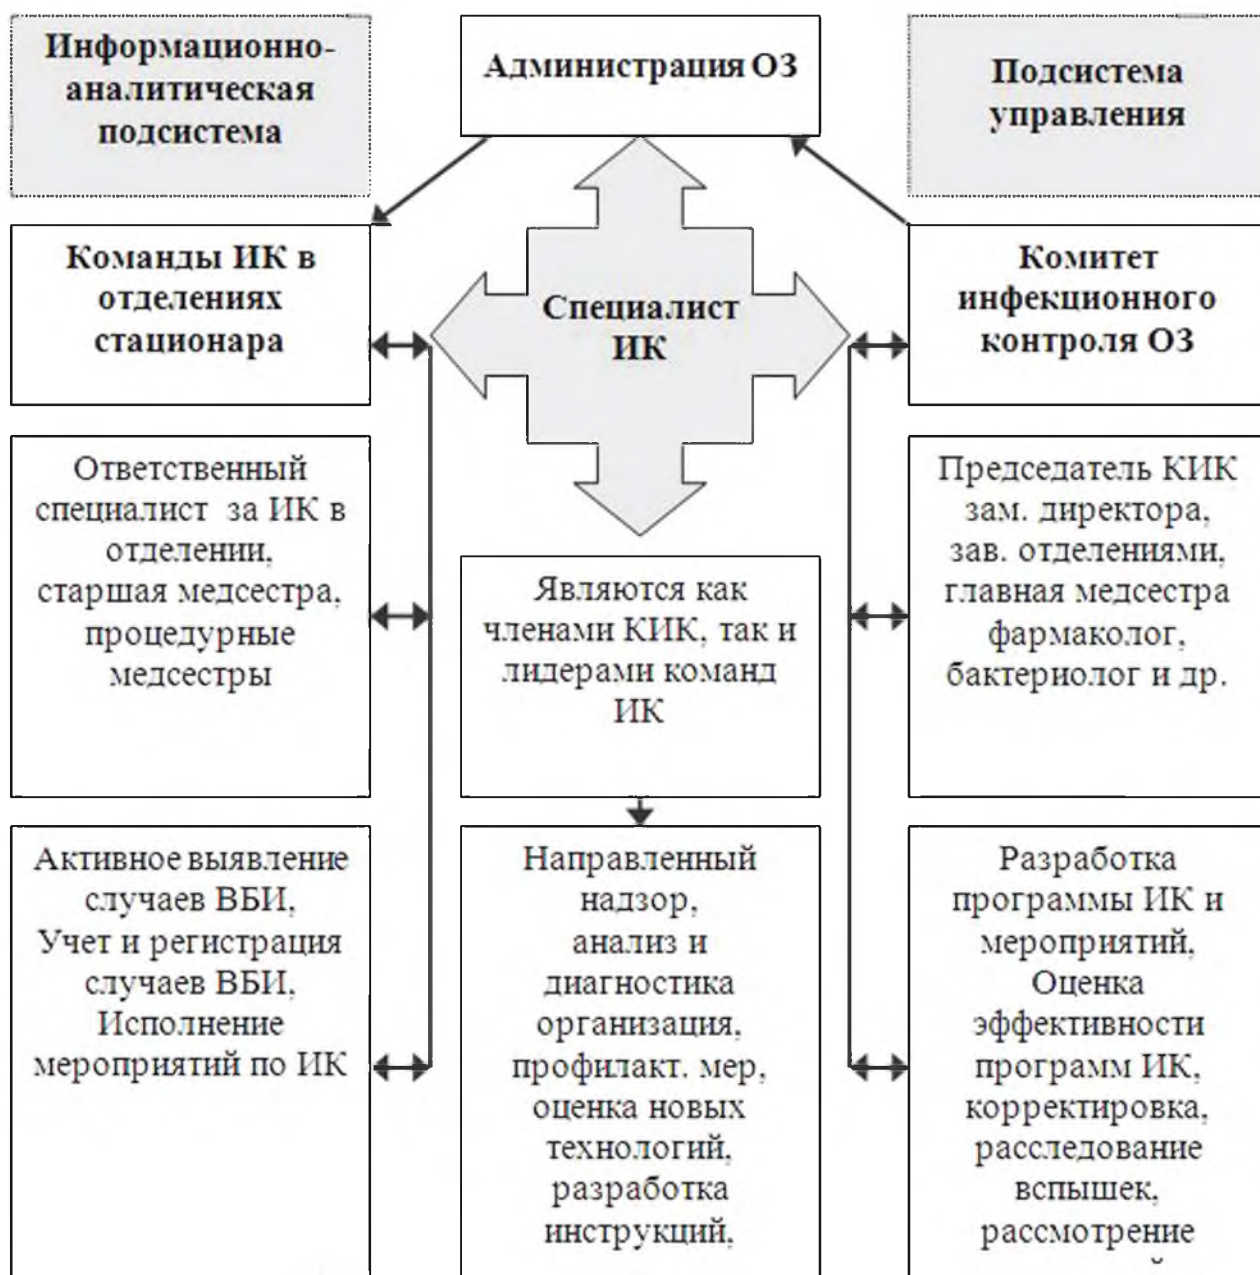 Информационно-
аналитическая
подсистема
Администрация ОЗ
Подсистема
управления
Команды ИК в
отделениях
стационара
Специалист
ИК
Комитет
инфекционного
контроля ОЗ
Ответственный
специалист за ИК в
отделении,
старшая медсестра,
процедурные
медсестры
Являются как
членами КИК, так и
лидерами команд
ИК
Председатель КИК
зам. директора,
зав. отделениями,
главная медсестра
фармаколог,
бактериолог и др.
Активное выявление
случаев ВБИ,
Учет и регистрация
случаев ВБИ,
Исполнение
мероприятий по ИК
Направленный
надзор,
анализ и
диагностика
организация,
профилакт. мер,
оценка новых
технологий,
разработка
инструкций,
Разработка
программы ИК и
мероприятий,
Оценка
эффективности
программ ИК,
корректировка,
расследование
вспышек,
рассмотрение